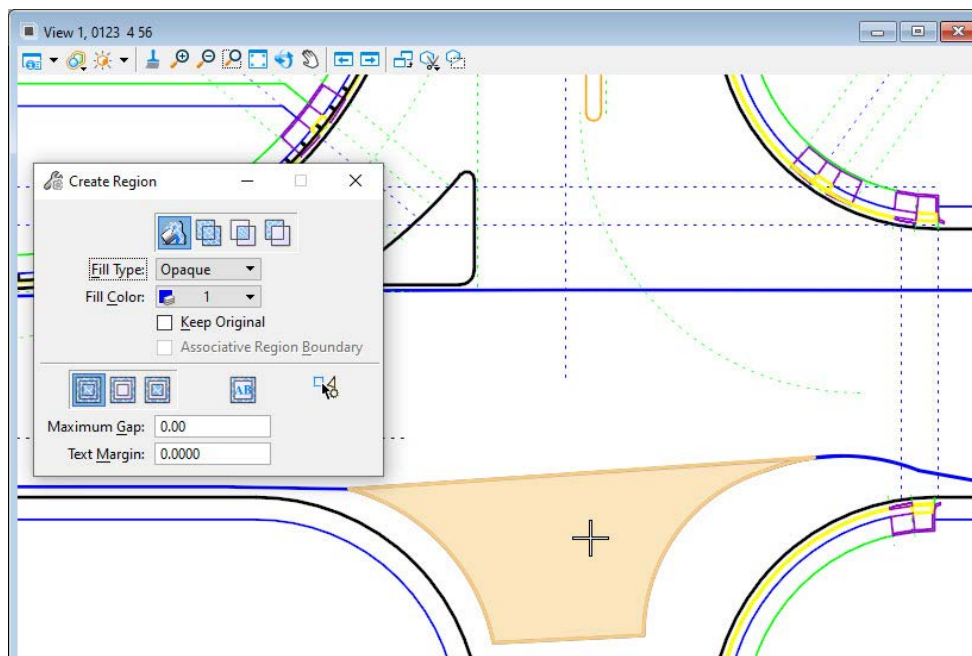 View 1, 0123 4 56
Create Region
Fill Type: Opaque
Fill Color: 1
Keep Original
Associative Region Boundary
AB
Maximum Gap: 0.00
Text Margin: 0.0000